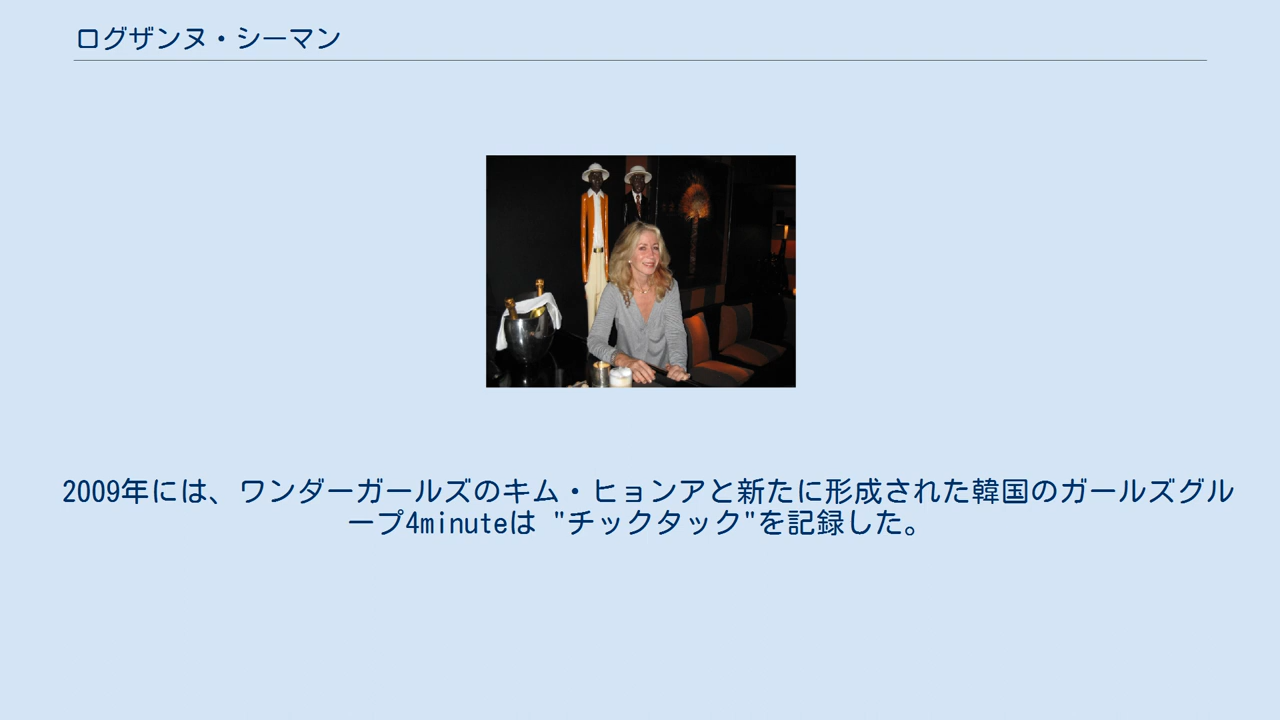 ログザンヌ・シーマン
2009年には、ワンダーガールズのキム・ヒョンアと新たに形成された韓国のガールズグル
ープ4minuteは "チックタック"を記録した。